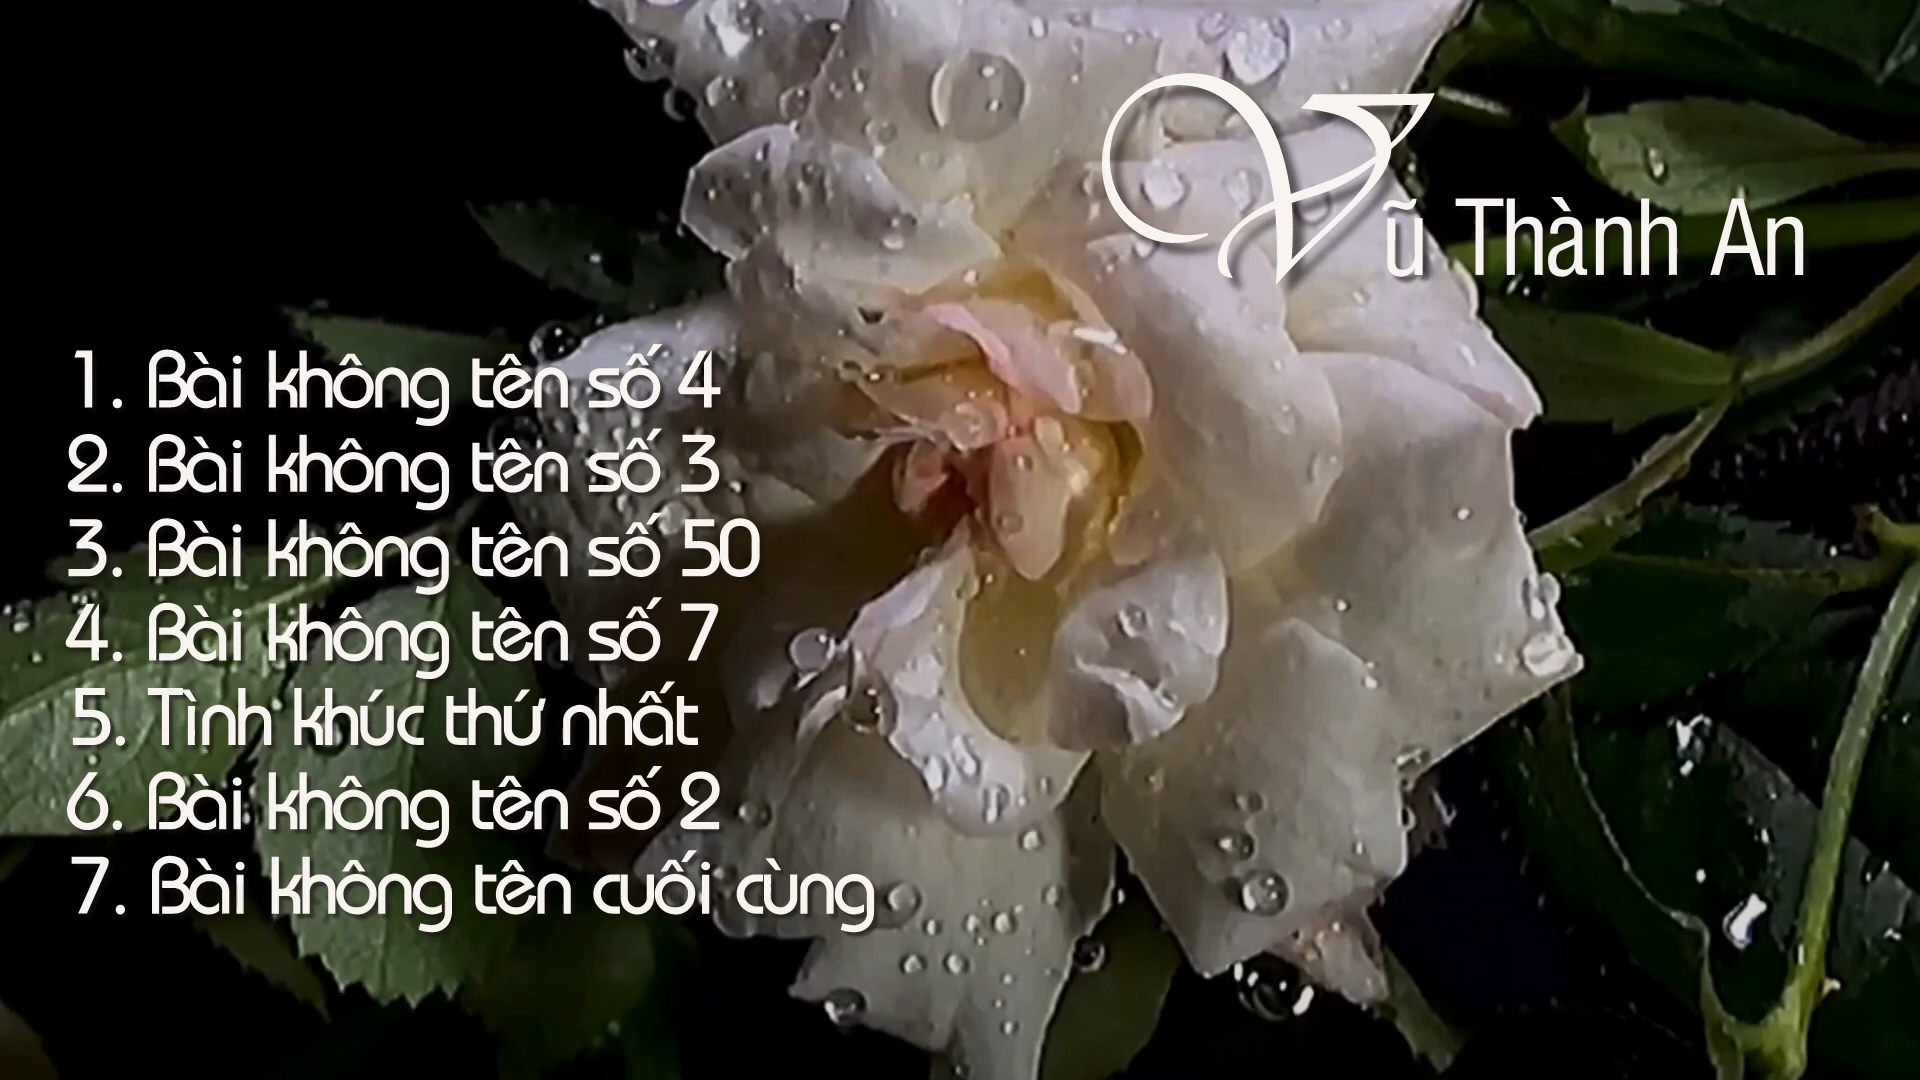 Vũ Thành An
1. Bài không tên số 4
2. Bài không tên số 3
3. Bài không tên số 50
4. Bài không tên số 7
5. Tình khúc thứ nhất
6. Bài không tên số 2
7. Bài không tên cuối cùng